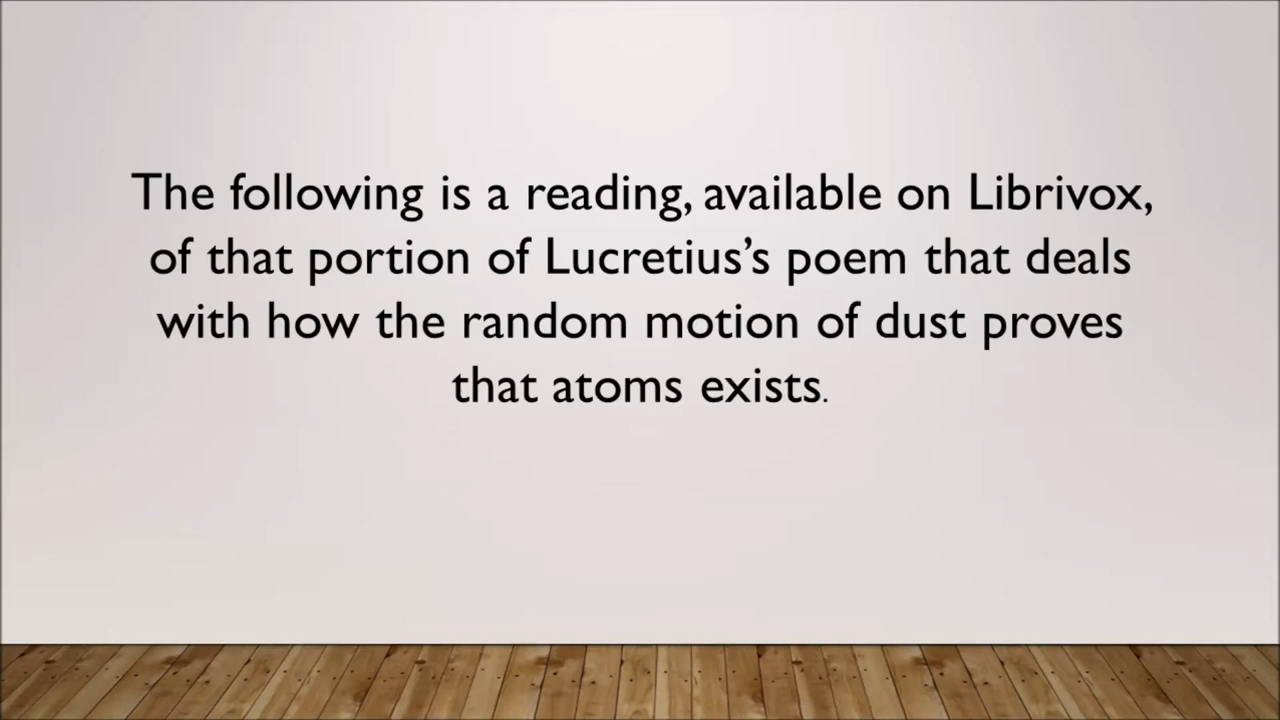 The following is a reading, available on Librivox,
of that portion of Lucretius’s poem that deals
with how the random motion of dust proves
that atoms exists.